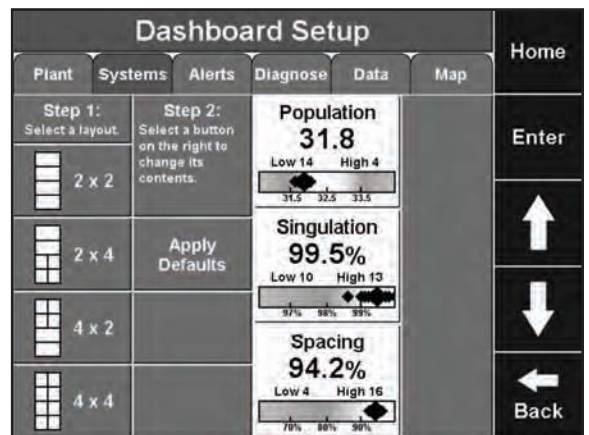 Dashboard Setup
Home
Plant
Systems
Alerts
Diagnose
Data
Map
Step 1:
Select a layout.
2 x 2
2 x 4
4 x 2
4 x 4
Step 2:
Select a button
on the right to
change its
contents.
Apply
Defaults
Population
31.8
Low 14 High 4
31.5 32.5 33.5
Singulation
99.5%
Low 10 High 13
97% 98% 99%
Spacing
94.2%
Low 4 High 16
70% 80% 90%
Enter
Back